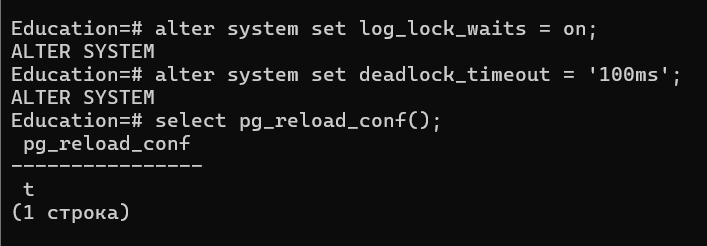 Education=# alter system set log_lock_waits = on;
ALTER SYSTEM
Education=# alter system set deadlock_timeout = '100ms';
ALTER SYSTEM
Education=# select pg_reload_conf();
 pg_reload_conf
----------------
 t
(1 строка)